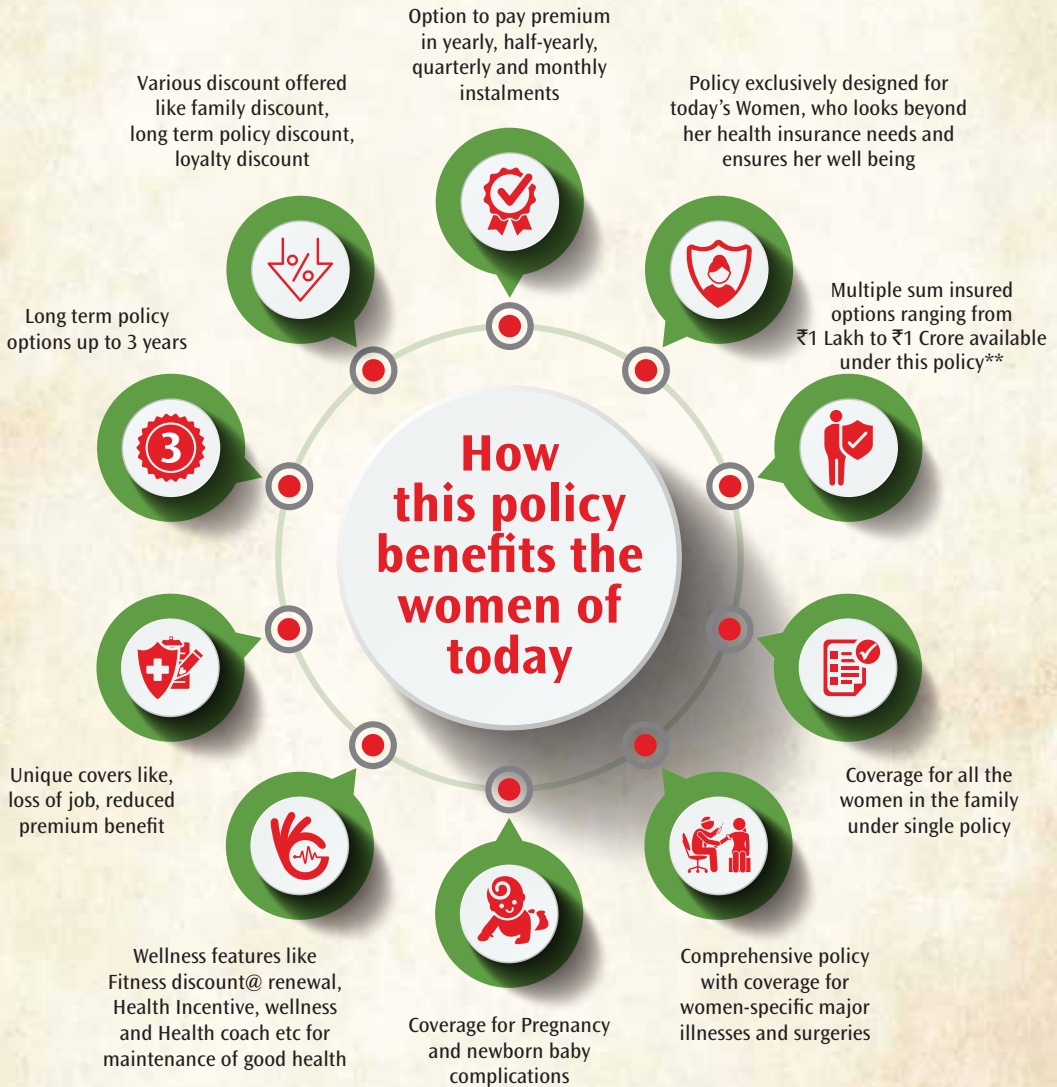 Option to pay premium
in yearly, half-yearly,
quarterly and monthly
instalments
Policy exclusively designed for
today's Women, who looks beyond
her health insurance needs and
ensures her well being
Multiple sum insured
options ranging from
₹1 Lakh to ₹1 Crore available
under this policy**
Coverage for all the
women in the family
under single policy
Comprehensive policy
with coverage for
women-specific major
illnesses and surgeries
Coverage for Pregnancy
and newborn baby
complications
Wellness features like
Fitness discount@ renewal,
Health Incentive, wellness
and Health coach etc for
maintenance of good health
Unique covers like,
loss of job, reduced
premium benefit
Long term policy
options up to 3 years
3
Various discount offered
like family discount,
long term policy discount,
loyalty discount
%
How
this policy
benefits the
women of
today